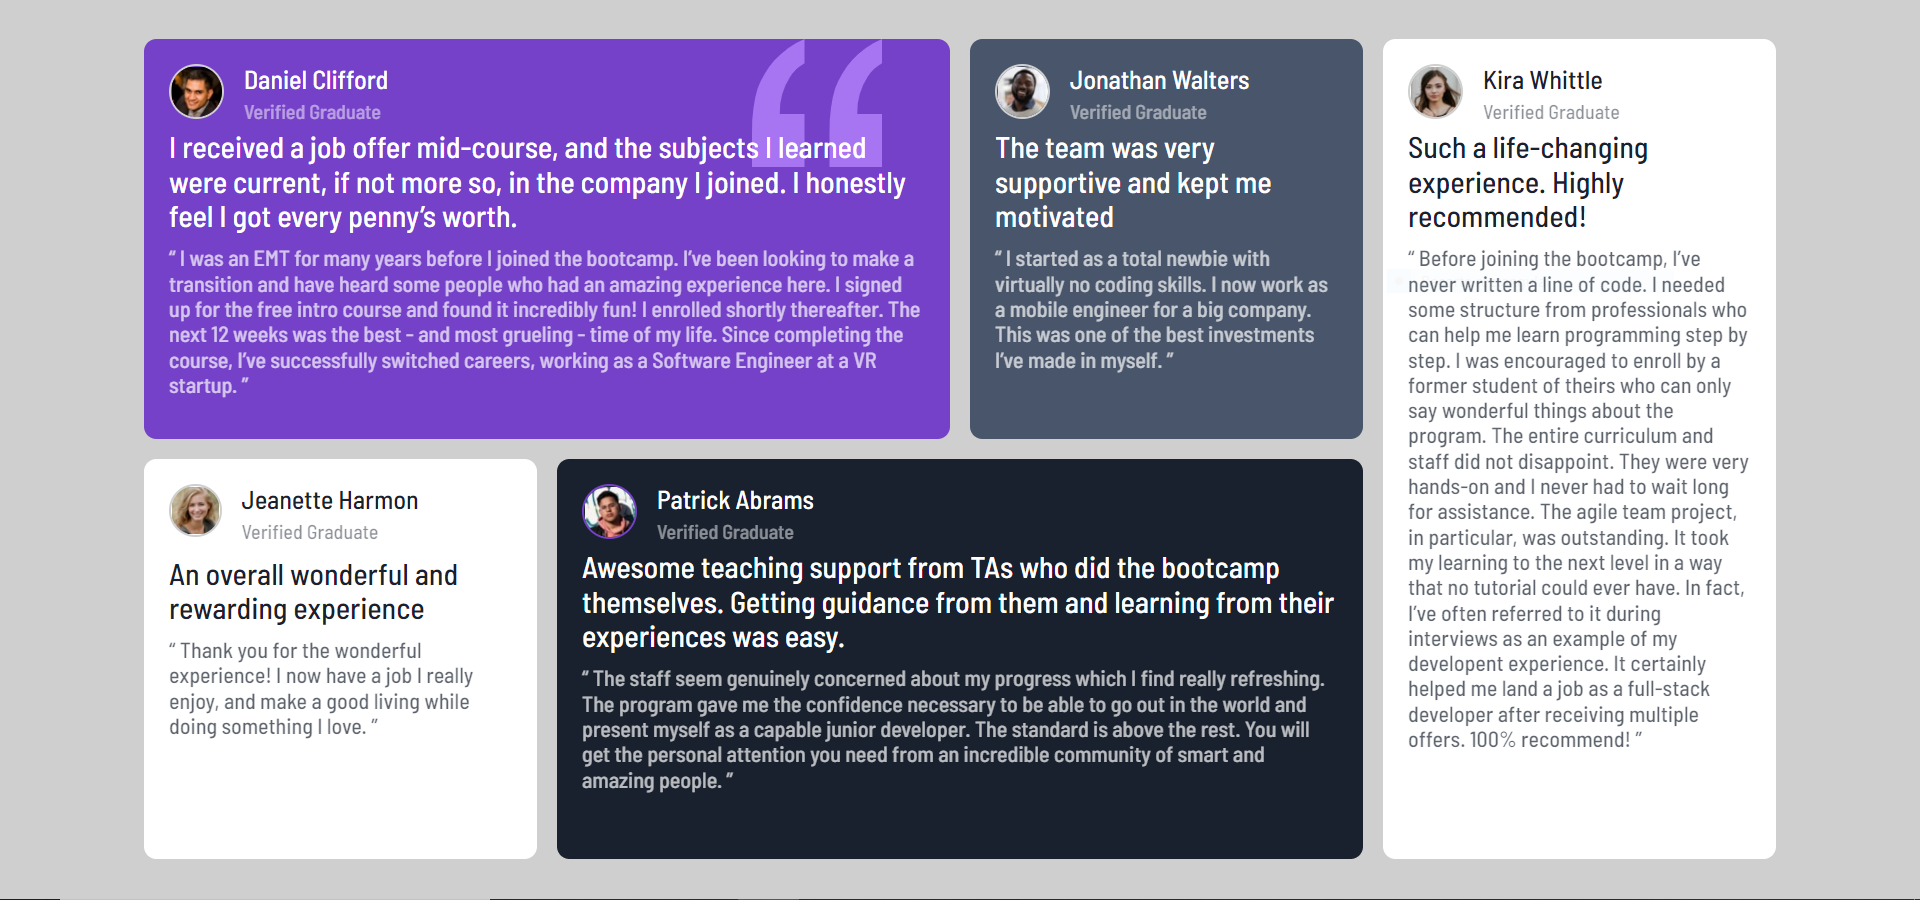 Daniel Clifford
Verified Graduate
I received a job offer mid-course, and the subjects I learned
were current, if not more so, in the company I joined. I honestly
feel I got every penny’s worth.
“ I was an EMT for many years before I joined the bootcamp. I’ve been looking to make a
transition and have heard some people who had an amazing experience here. I signed
up for the free intro course and found it incredibly fun! I enrolled shortly thereafter. The
next 12 weeks was the best - and most grueling - time of my life. Since completing the
course, I’ve successfully switched careers, working as a Software Engineer at a VR
startup. ”
Jonathan Walters
Verified Graduate
The team was very
supportive and kept me
motivated
“ I started as a total newbie with
virtually no coding skills. I now work as
a mobile engineer for a big company.
This was one of the best investments
I’ve made in myself. ”
Kira Whittle
Verified Graduate
Such a life-changing
experience. Highly
recommended!
“ Before joining the bootcamp, I’ve
never written a line of code. I needed
some structure from professionals who
can help me learn programming step by
step. I was encouraged to enroll by a
former student of theirs who can only
say wonderful things about the
program. The entire curriculum and
staff did not disappoint. They were very
hands-on and I never had to wait long
for assistance. The agile team project,
in particular, was outstanding. It took
my learning to the next level in a way
that no tutorial could ever have. In fact,
I’ve often referred to it during
interviews as an example of my
developent experience. It certainly
helped me land a job as a full-stack
developer after receiving multiple
offers. 100% recommend! ”
Jeanette Harmon
Verified Graduate
An overall wonderful and
rewarding experience
“ Thank you for the wonderful
experience! I now have a job I really
enjoy, and make a good living while
doing something I love. ”
Patrick Abrams
Verified Graduate
Awesome teaching support from TAs who did the bootcamp
themselves. Getting guidance from them and learning from their
experiences was easy.
“ The staff seem genuinely concerned about my progress which I find really refreshing.
The program gave me the confidence necessary to be able to go out in the world and
present myself as a capable junior developer. The standard is above the rest. You will
get the personal attention you need from an incredible community of smart and
amazing people. ”